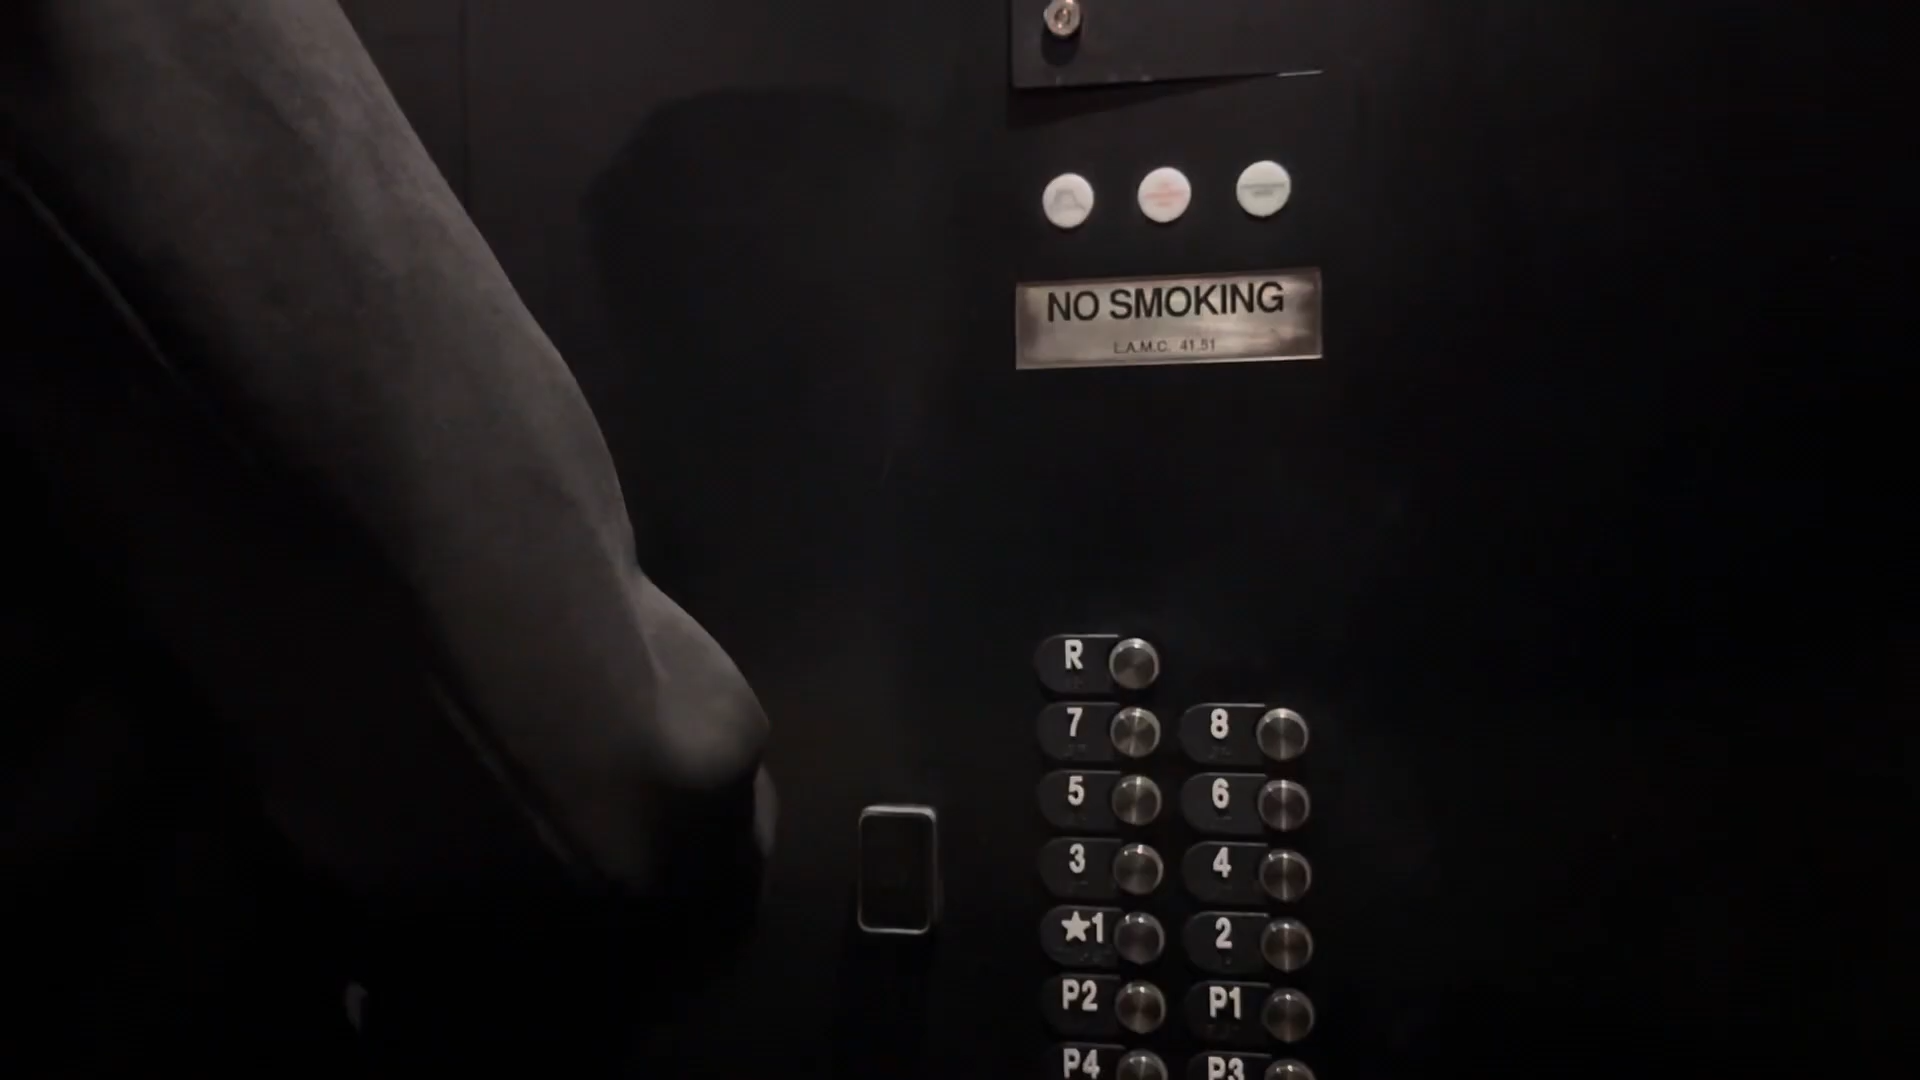 NO SMOKING
L.A.M.C. 41.51
R
7 8
5 6
3 4
★1 2
P2 P1
P4 P3